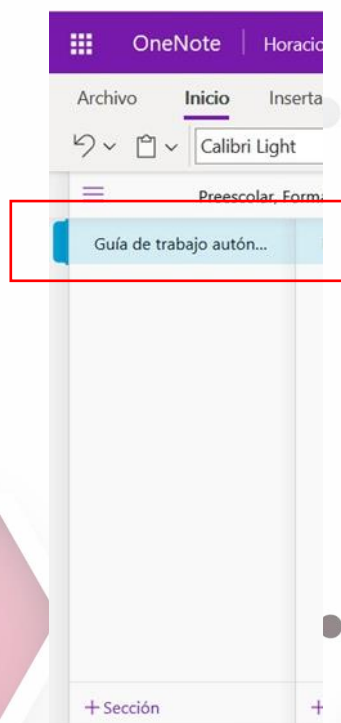 OneNote Horacio
Archivo Inicio Inserta
Calibri Light
Preescolar, Forma
Guía de trabajo autón...
+ Sección +